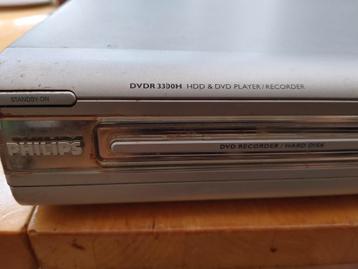 DVDR 3300H HDD & DVD PLAYER/RECORDER
STANDBY-ON
PHILIPS
DVD RECORDER / HARD DISK